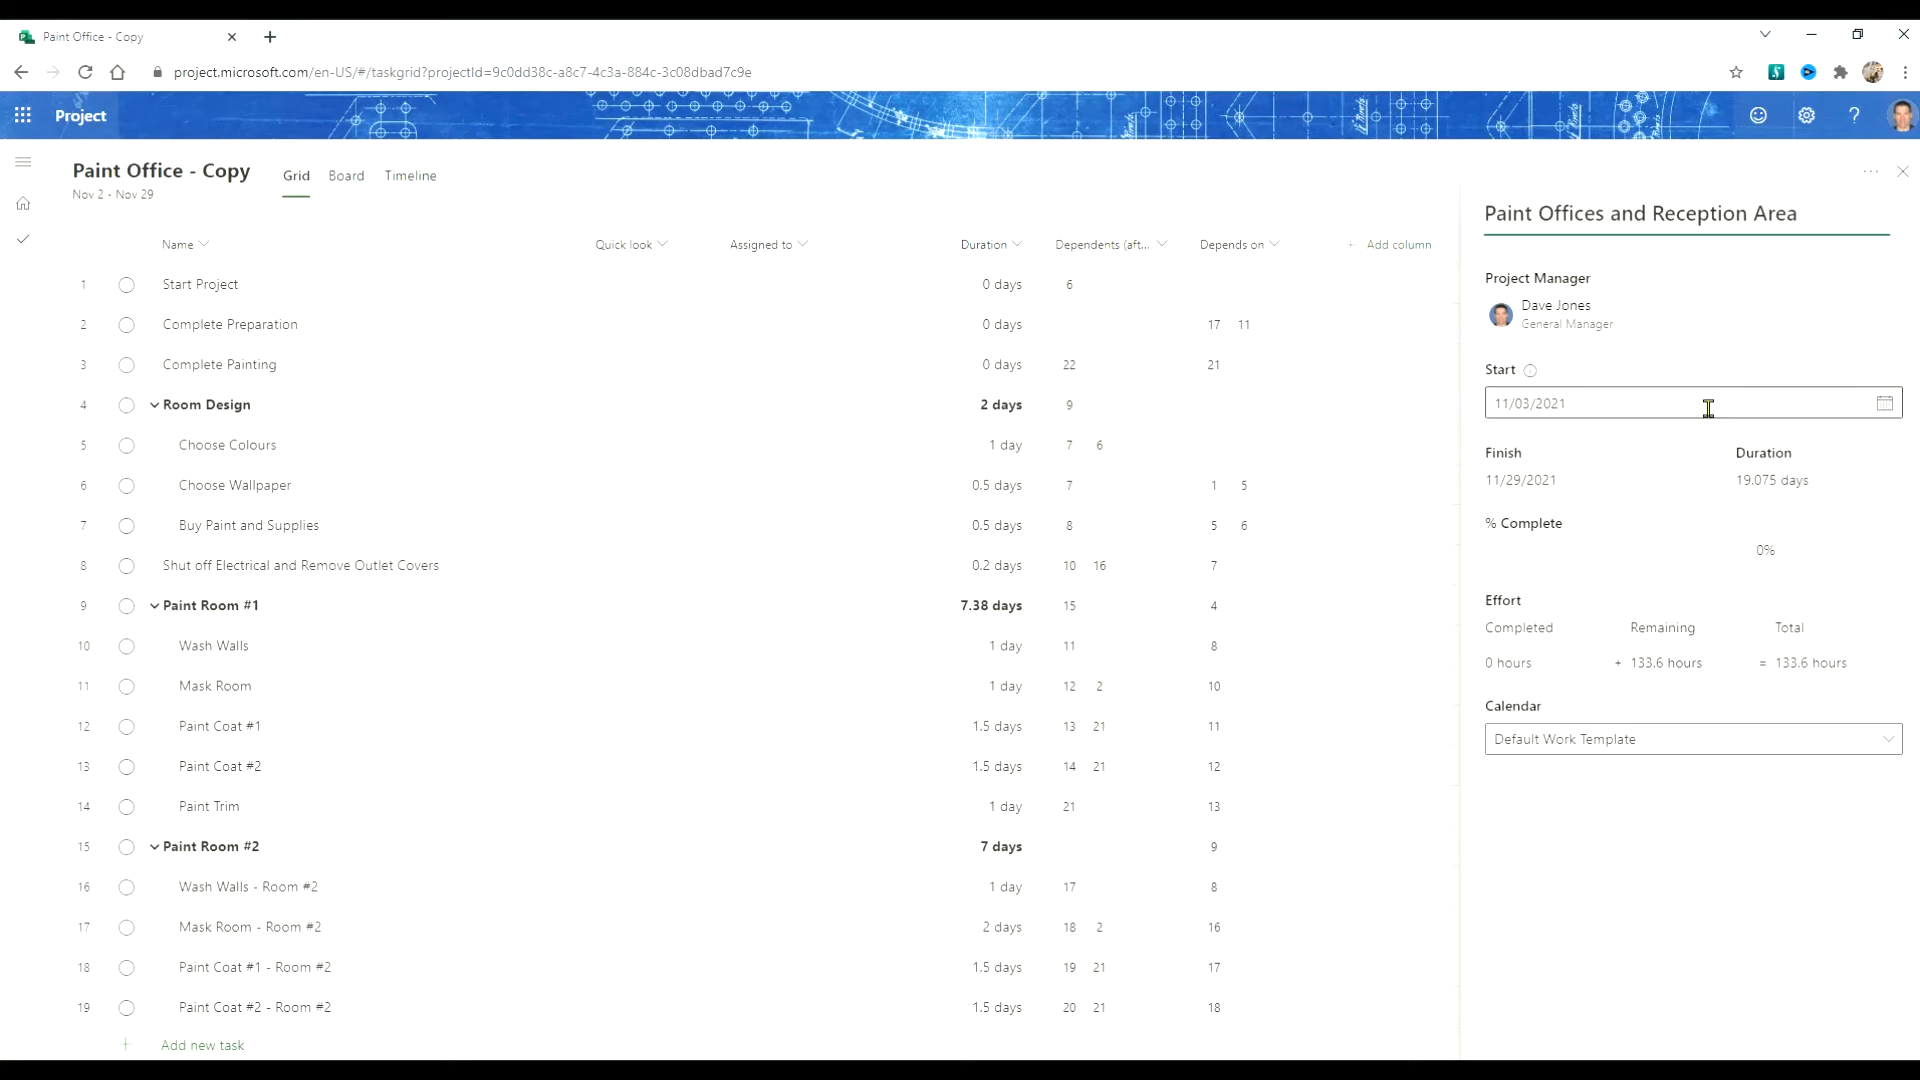 Paint Office - Copy
project.microsoft.com/en-US/#/taskgrid?projectId=9c0dd38c-a8c7-4c3a-884c-3c08dbad7c9e
Project
Paint Office - Copy
Nov 2 - Nov 29
Grid Board Timeline
Name Quick look Assigned to Duration Dependents (aft... Depends on + Add column
1 Start Project 0 days 6
2 Complete Preparation 0 days 17 11
3 Complete Painting 0 days 22 21
4 Room Design 2 days 9
5 Choose Colours 1 day 7 6
6 Choose Wallpaper 0.5 days 7 1 5
7 Buy Paint and Supplies 0.5 days 8 5 6
8 Shut off Electrical and Remove Outlet Covers 0.2 days 10 16 7
9 Paint Room #1 7.38 days 15 4
10 Wash Walls 1 day 11 8
11 Mask Room 1 day 12 2 10
12 Paint Coat #1 1.5 days 13 21 11
13 Paint Coat #2 1.5 days 14 21 12
14 Paint Trim 1 day 21 13
15 Paint Room #2 7 days 9
16 Wash Walls - Room #2 1 day 17 8
17 Mask Room - Room #2 2 days 18 2 16
18 Paint Coat #1 - Room #2 1.5 days 19 21 17
19 Paint Coat #2 - Room #2 1.5 days 20 21 18
+ Add new task
Paint Offices and Reception Area
Project Manager
Dave Jones
General Manager
Start
11/03/2021
Finish Duration
11/29/2021 19.075 days
% Complete
0%
Effort
Completed Remaining Total
0 hours + 133.6 hours = 133.6 hours
Calendar
Default Work Template